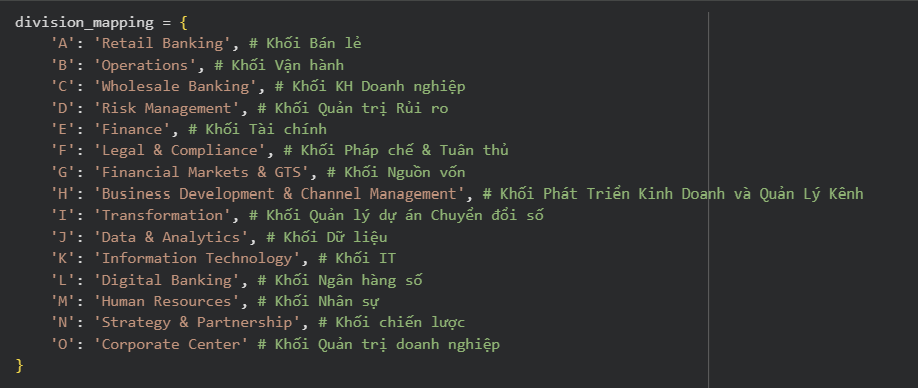 division_mapping = {
    'A': 'Retail Banking', # Khối Bán lẻ
    'B': 'Operations', # Khối Vận hành
    'C': 'Wholesale Banking', # Khối KH Doanh nghiệp
    'D': 'Risk Management', # Khối Quản trị Rủi ro
    'E': 'Finance', # Khối Tài chính
    'F': 'Legal & Compliance', # Khối Pháp chế & Tuân thủ
    'G': 'Financial Markets & GTS', # Khối Nguồn vốn
    'H': 'Business Development & Channel Management', # Khối Phát Triển Kinh Doanh và Quản Lý Kênh
    'I': 'Transformation', # Khối Quản lý dự án Chuyển đổi số
    'J': 'Data & Analytics', # Khối Dữ liệu
    'K': 'Information Technology', # Khối IT
    'L': 'Digital Banking', # Khối Ngân hàng số
    'M': 'Human Resources', # Khối Nhân sự
    'N': 'Strategy & Partnership', # Khối chiến lược
    'O': 'Corporate Center' # Khối Quản trị doanh nghiệp
}